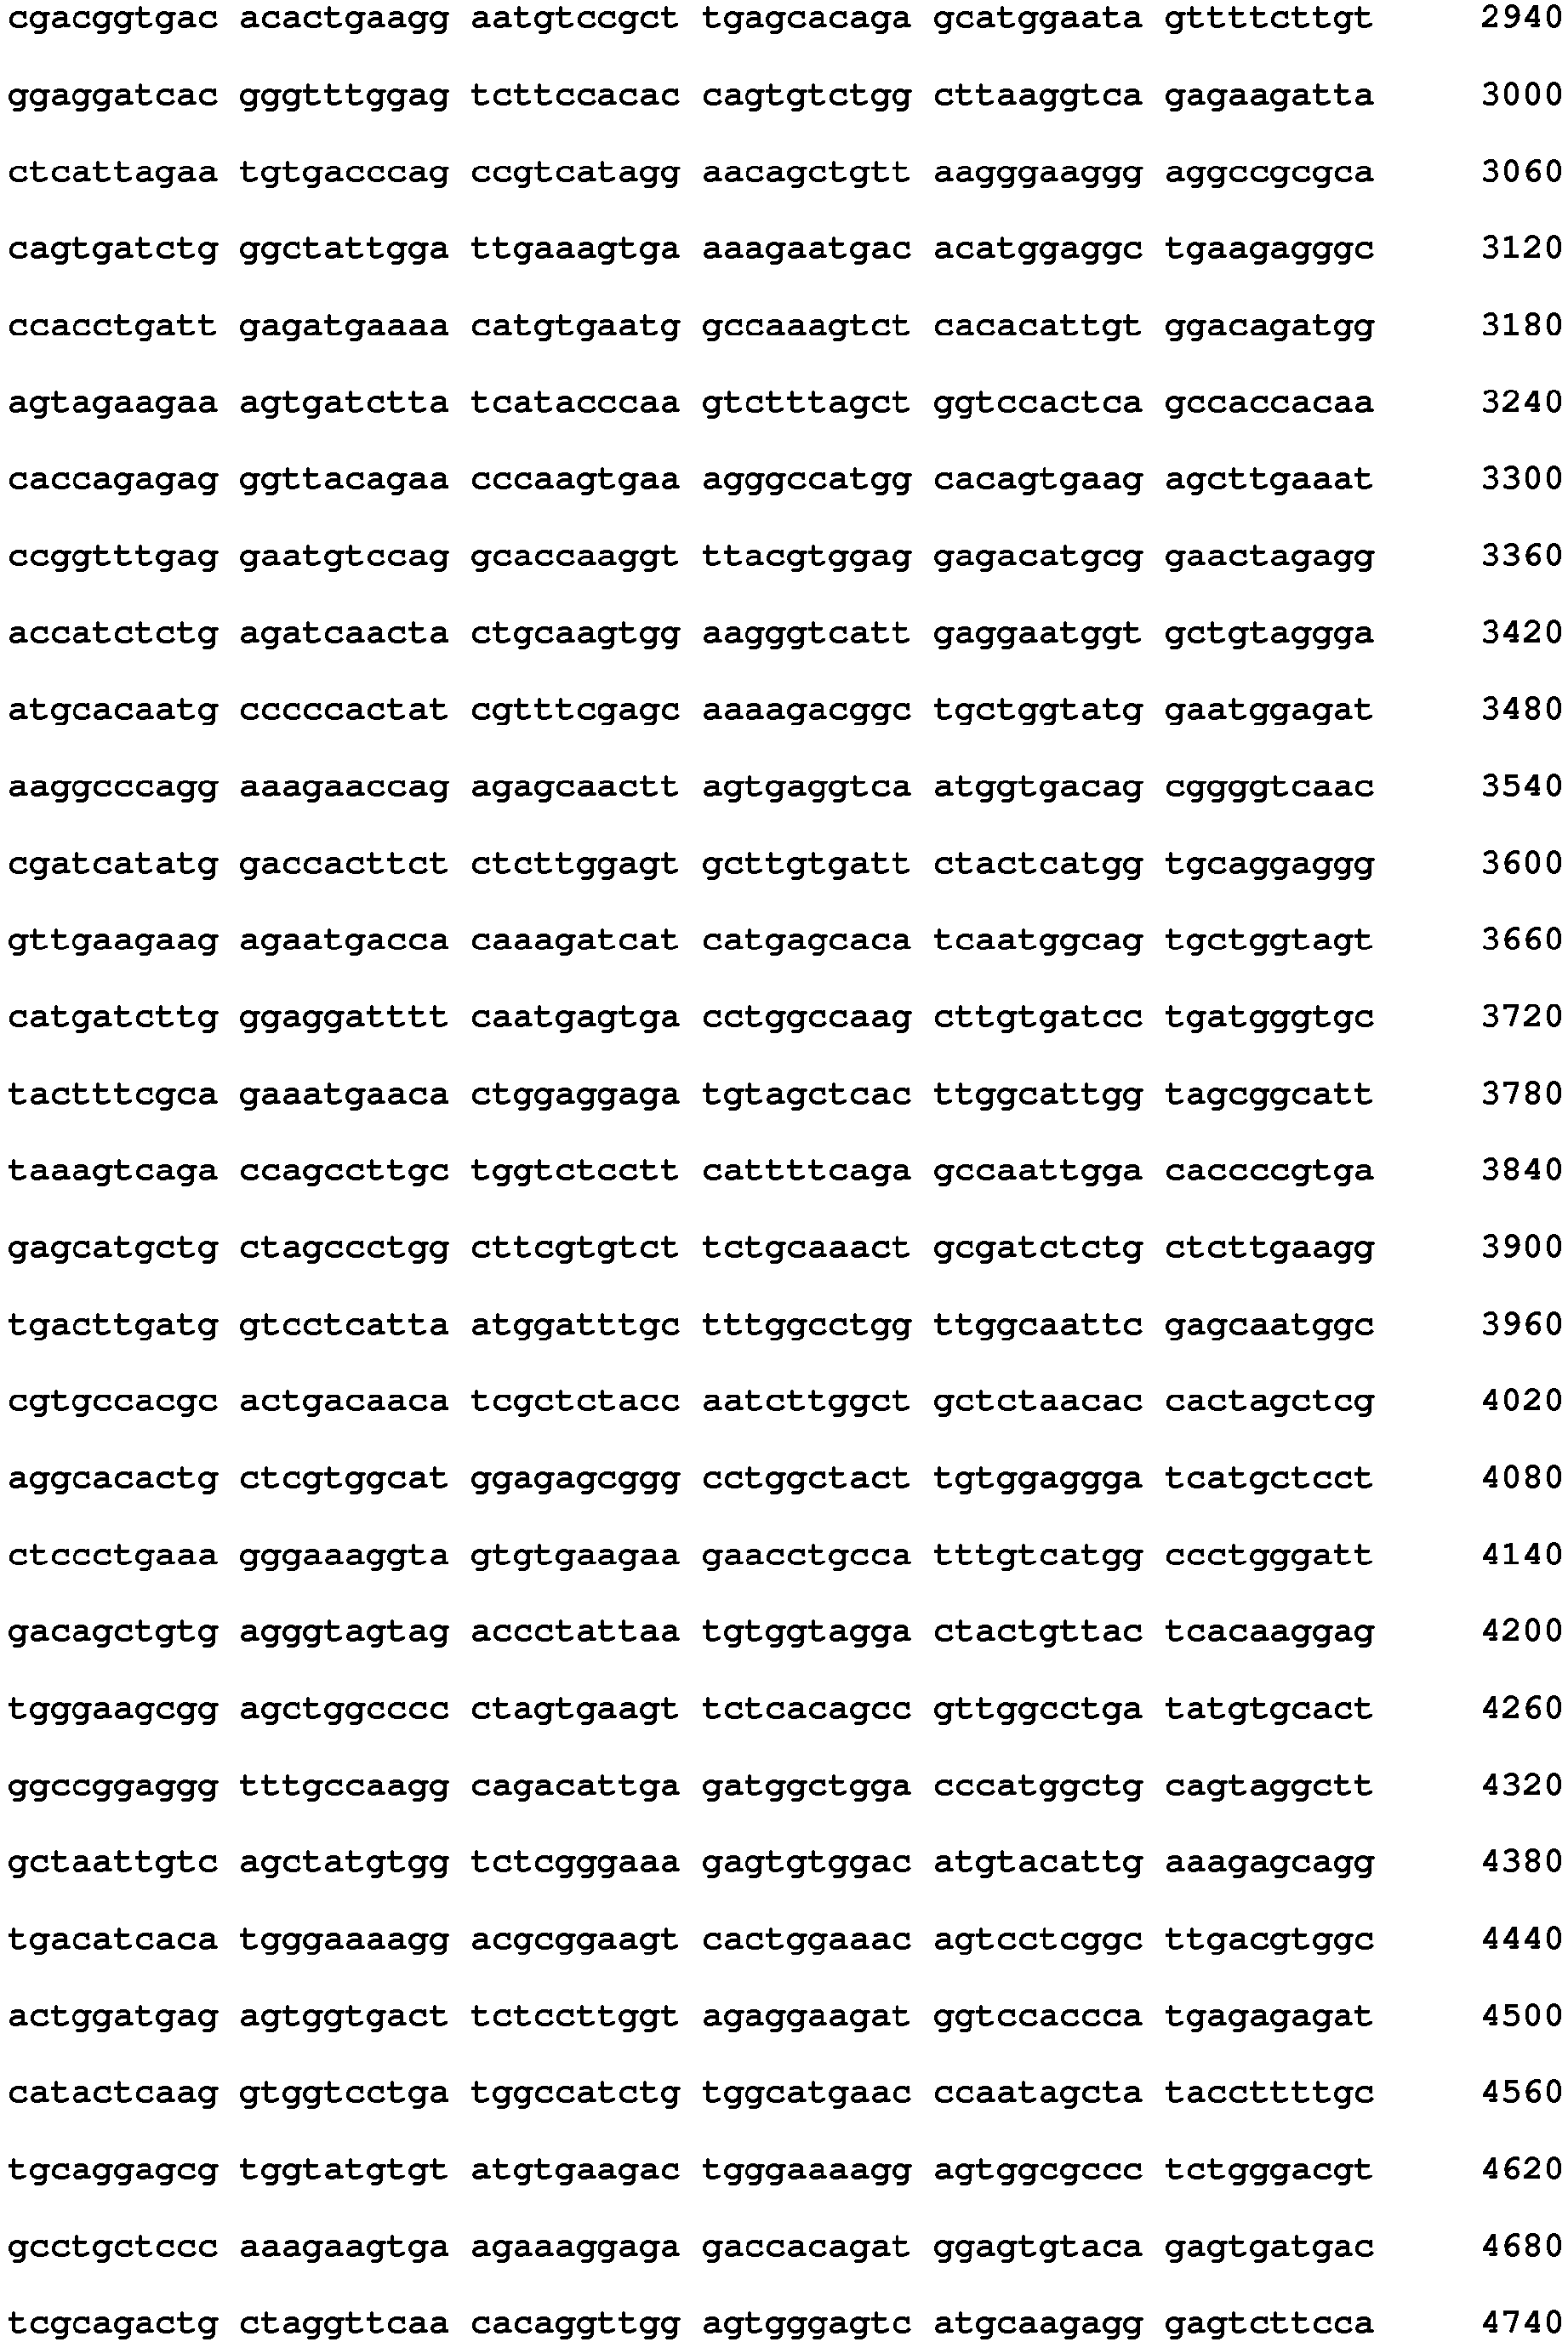 cgacggtgac acactgaagg aatgtccgct tgagcacaga gcatggaata gttttcttgt 2940
ggaggatcac gggtttggag tcttccacac cagtgtctgg cttaaggtca gagaagatta 3000
ctcattagaa tgtgacccag ccgtcatagg aacagctgtt aagggaaggg aggccgcgca 3060
cagtgatctg ggctattgga ttgaaagtga aaagaatgac acatggaggc tgaagagggc 3120
ccacctgatt gagatgaaaa catgtgaatg gccaaagtct cacacattgt ggacagatgg 3180
agtagaagaa agtgatctta tcatacccaa gtctttagct ggtccactca gccaccacaa 3240
caccagagag ggttacagaa cccaagtgaa agggccatgg cacagtgaag agcttgaaat 3300
ccggtttgag gaatgtccag gcaccaaggt ttacgtggag gagacatgcg gaactagagg 3360
accatctctg agatcaacta ctgcaagtgg aagggtcatt gaggaatggt gctgtaggga 3420
atgcacaatg cccccactat cgtttcgagc aaaagacggc tgctggtatg gaatggagat 3480
aaggcccagg aaagaaccag agagcaactt agtgaggtca atggtgacag cggggtcaac 3540
cgatcatatg gaccacttct ctcttggagt gcttgtgatt ctactcatgg tgcaggaggg 3600
gttgaagaag agaatgacca caaagatcat catgagcaca tcaatggcag tgctggtagt 3660
catgatcttg ggaggatttt caatgagtga cctggccaag cttgtgatcc tgatgggtgc 3720
tactttcgca gaaatgaaca ctggaggaga tgtagctcac ttggcattgg tagcggcatt 3780
taaagtcaga ccagccttgc tggtctcctt cattttcaga gccaattgga caccccgtga 3840
gagcatgctg ctagccctgg cttcgtgtct tctgcaaact gcgatctctg ctcttgaagg 3900
tgacttgatg gtcctcatta atggatttgc tttggcctgg ttggcaattc gagcaatggc 3960
cgtgccacgc actgacaaca tcgctctacc aatcttggct gctctaacac cactagctcg 4020
aggcacactg ctcgtggcat ggagagcggg cctggctact tgtggaggga tcatgctcct 4080
ctccctgaaa gggaaaggta gtgtgaagaa gaacctgcca tttgtcatgg ccctgggatt 4140
gacagctgtg agggtagtag accctattaa tgtggtagga ctactgttac tcacaaggag 4200
tgggaagcgg agctggcccc ctagtgaagt tctcacagcc gttggcctga tatgtgcact 4260
ggccggaggg tttgccaagg cagacattga gatggctgga cccatggctg cagtaggctt 4320
gctaattgtc agctatgtgg tctcgggaaa gagtgtggac atgtacattg aaagagcagg 4380
tgacatcaca tgggaaaagg acgcggaagt cactggaaac agtcctcggc ttgacgtggc 4440
actggatgag agtggtgact tctccttggt agaggaagat ggtccaccca tgagagagat 4500
catactcaag gtggtcctga tggccatctg tggcatgaac ccaatagcta taccttttgc 4560
tgcaggagcg tggtatgtgt atgtgaagac tgggaaaagg agtggcgccc tctgggacgt 4620
gcctgctccc aaagaagtga agaaaggaga gaccacagat ggagtgtaca gagtgatgac 4680
tcgcagactg ctaggttcaa cacaggttgg agtgggagtc atgcaagagg gagtcttcca 4740